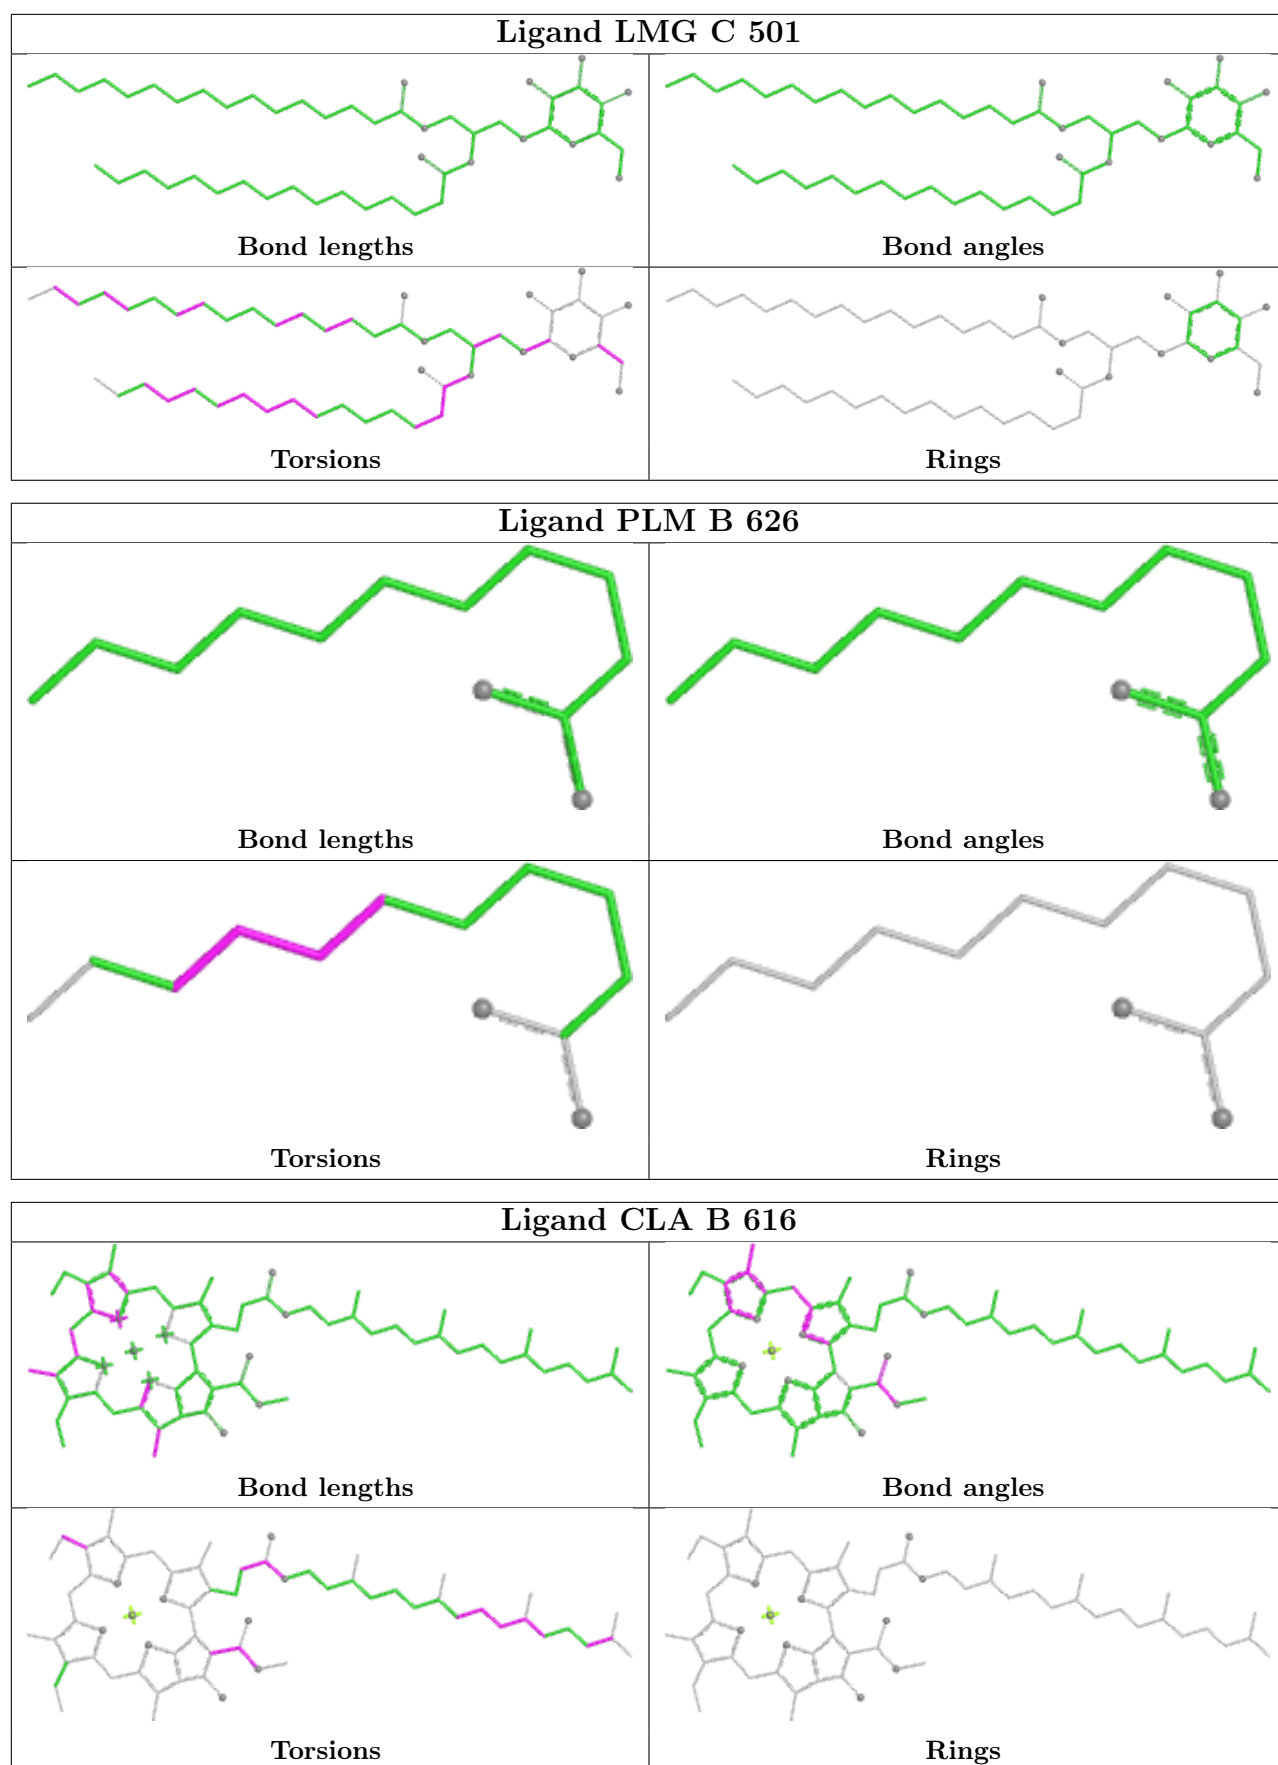 Ligand LMG C 501
Bond lengths
Bond angles
Torsions
Rings
Ligand PLM B 626
Bond lengths
Bond angles
Torsions
Rings
Ligand CLA B 616
Bond lengths
Bond angles
Torsions
Rings